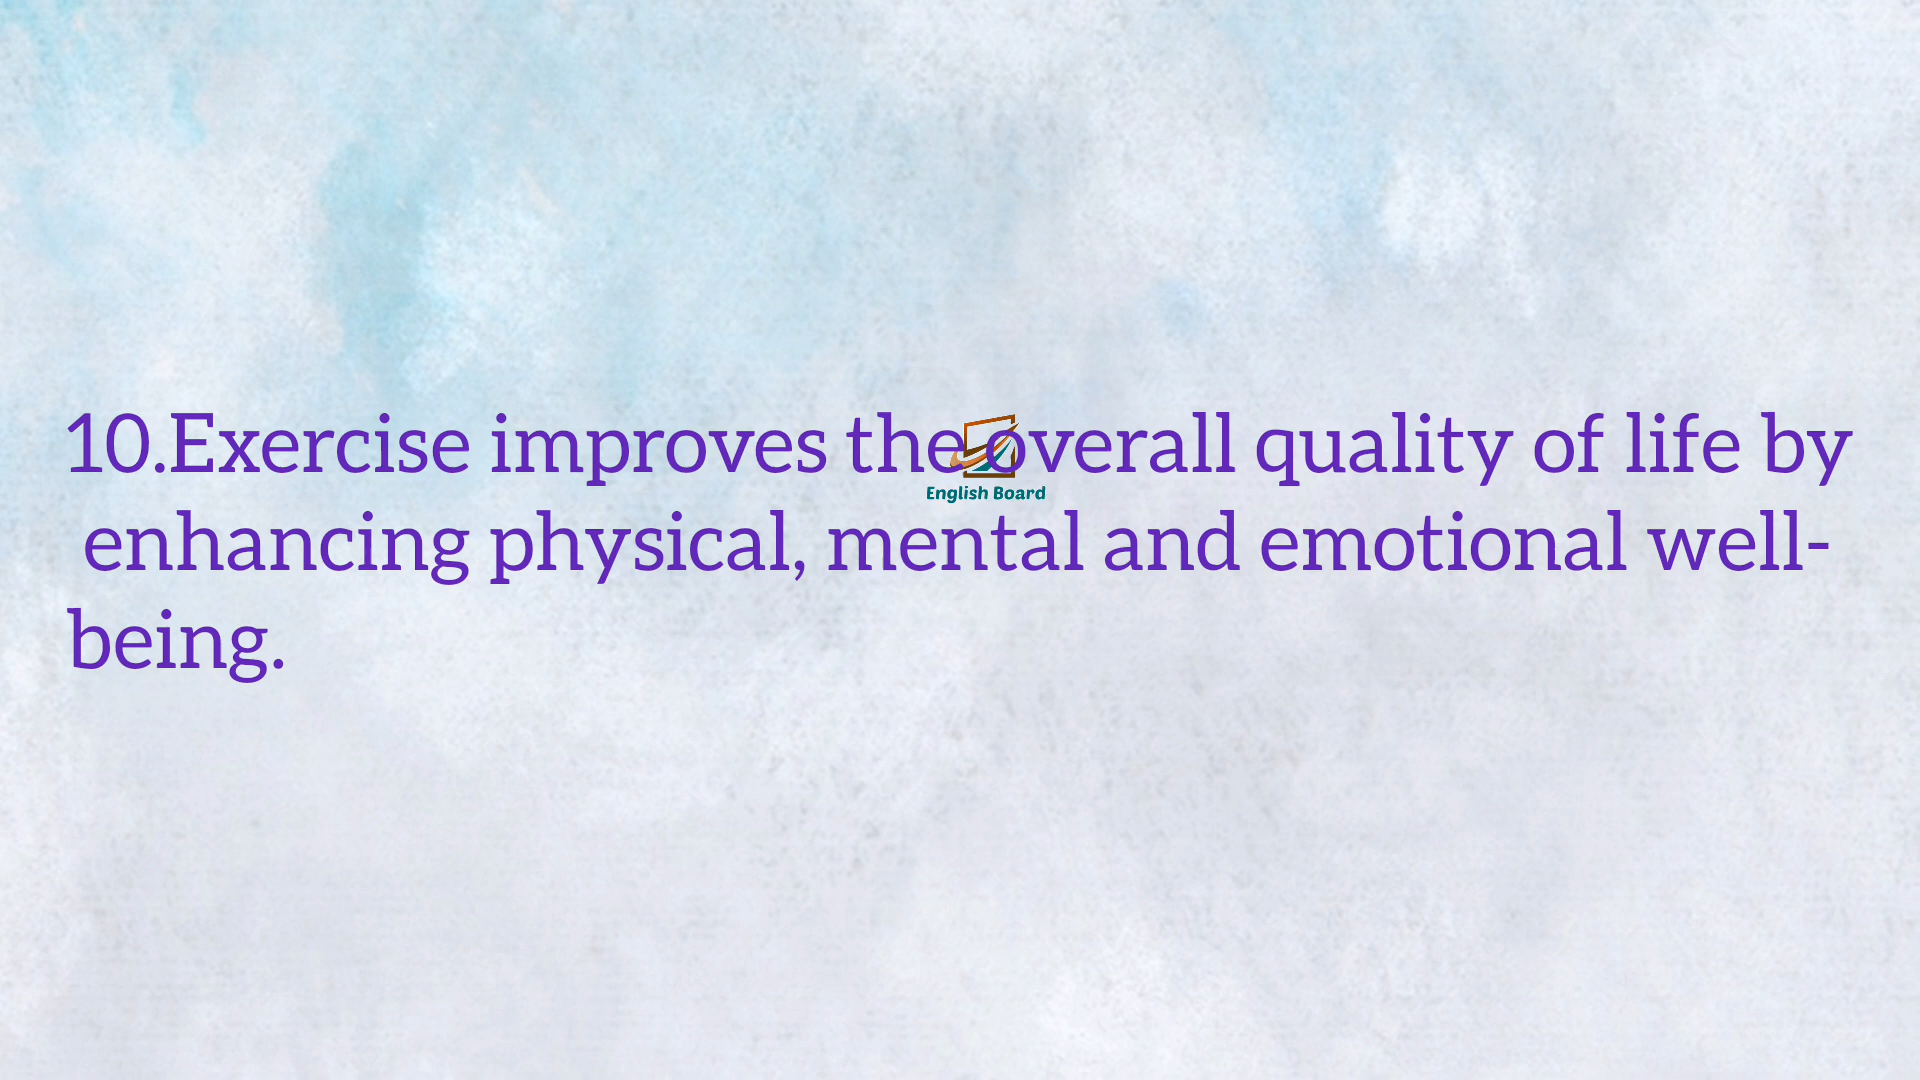 10.Exercise improves the overall quality of life by
English Board
enhancing physical, mental and emotional well-
being.